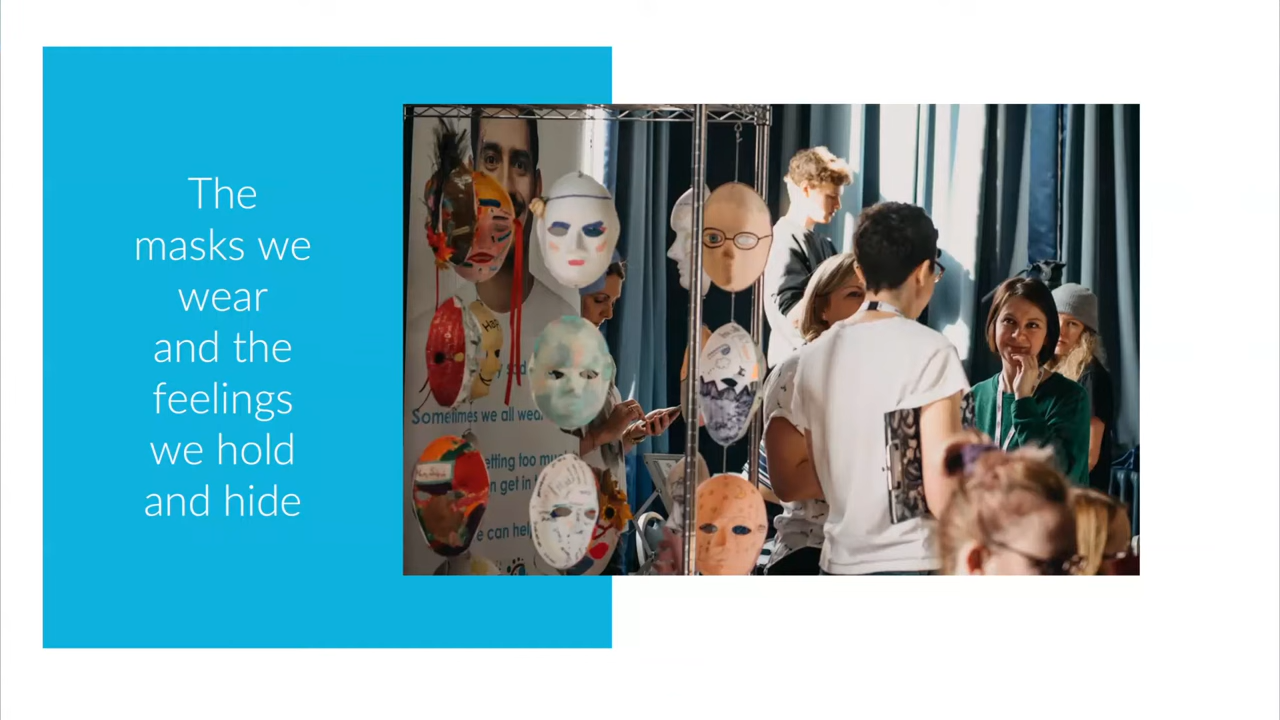 The
masks we
wear
and the
feelings
we hold
and hide
Sometimes we all wear
etting too mu
n get in
e can hel